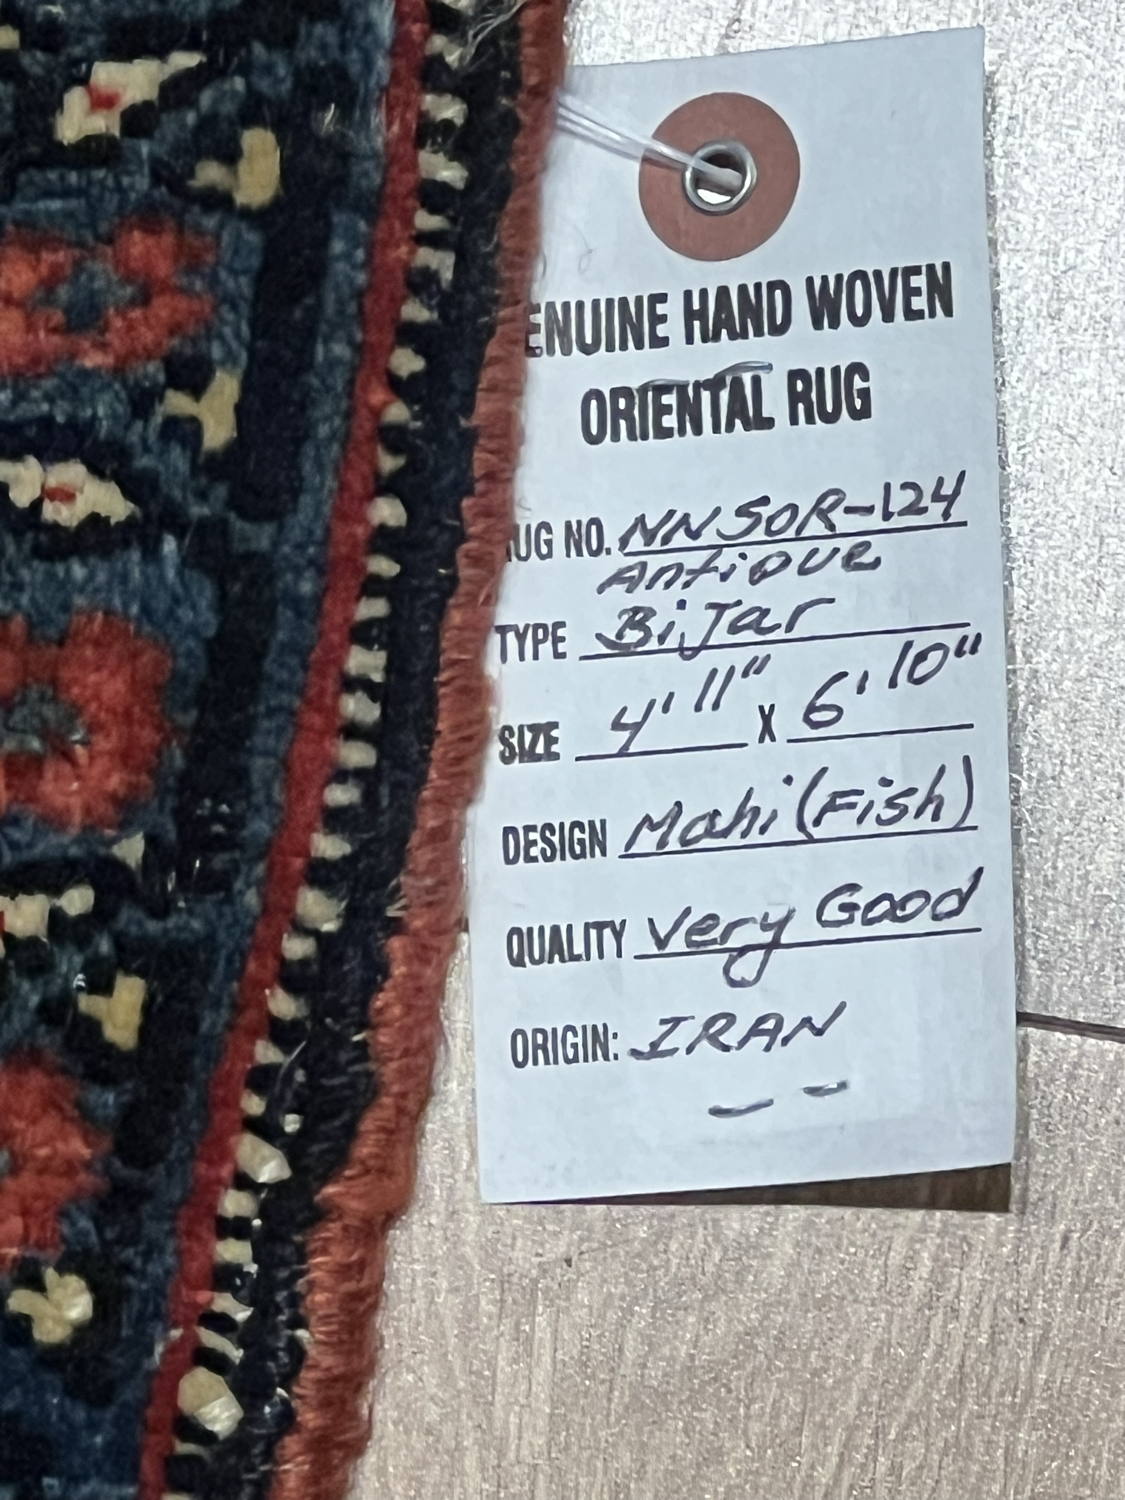 ENUINE HAND WOVEN
ORIENTAL RUG
UG NO. NNSOR-124
Antique
TYPE Bijar
SIZE 4' 11" X 6' 10"
DESIGN Mahi (Fish)
QUALITY Very Good
ORIGIN: IRAN